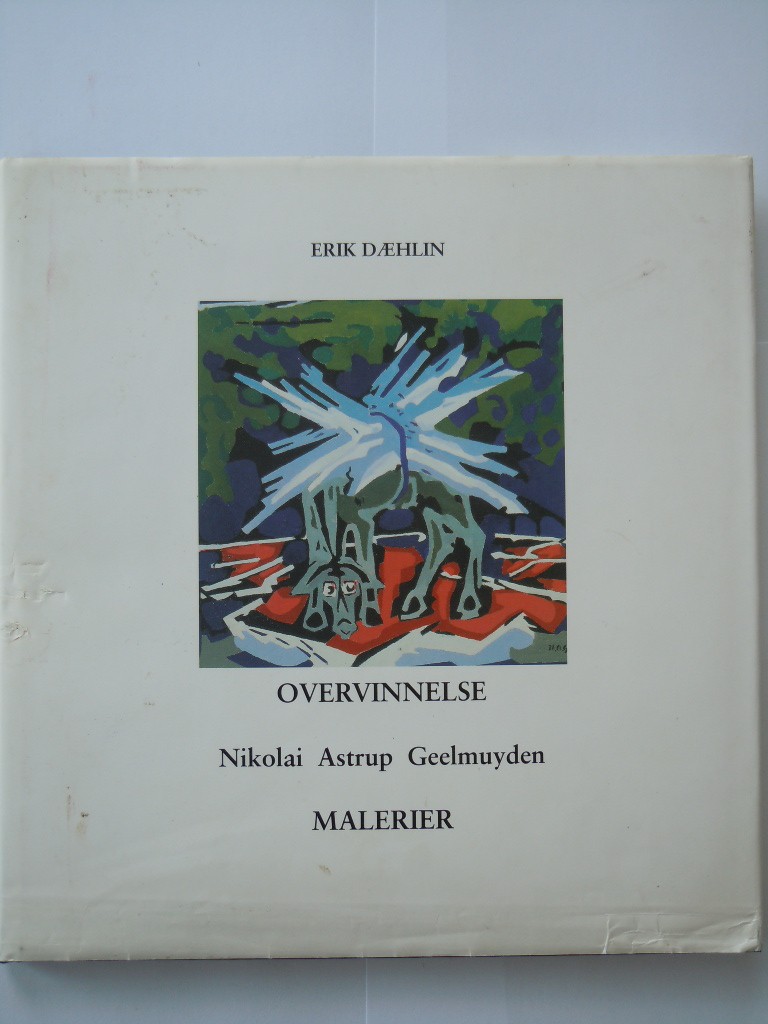 ERIK DÆHLIN
OVERVINNELSE
Nikolai Astrup Geelmuyden
MALERIER